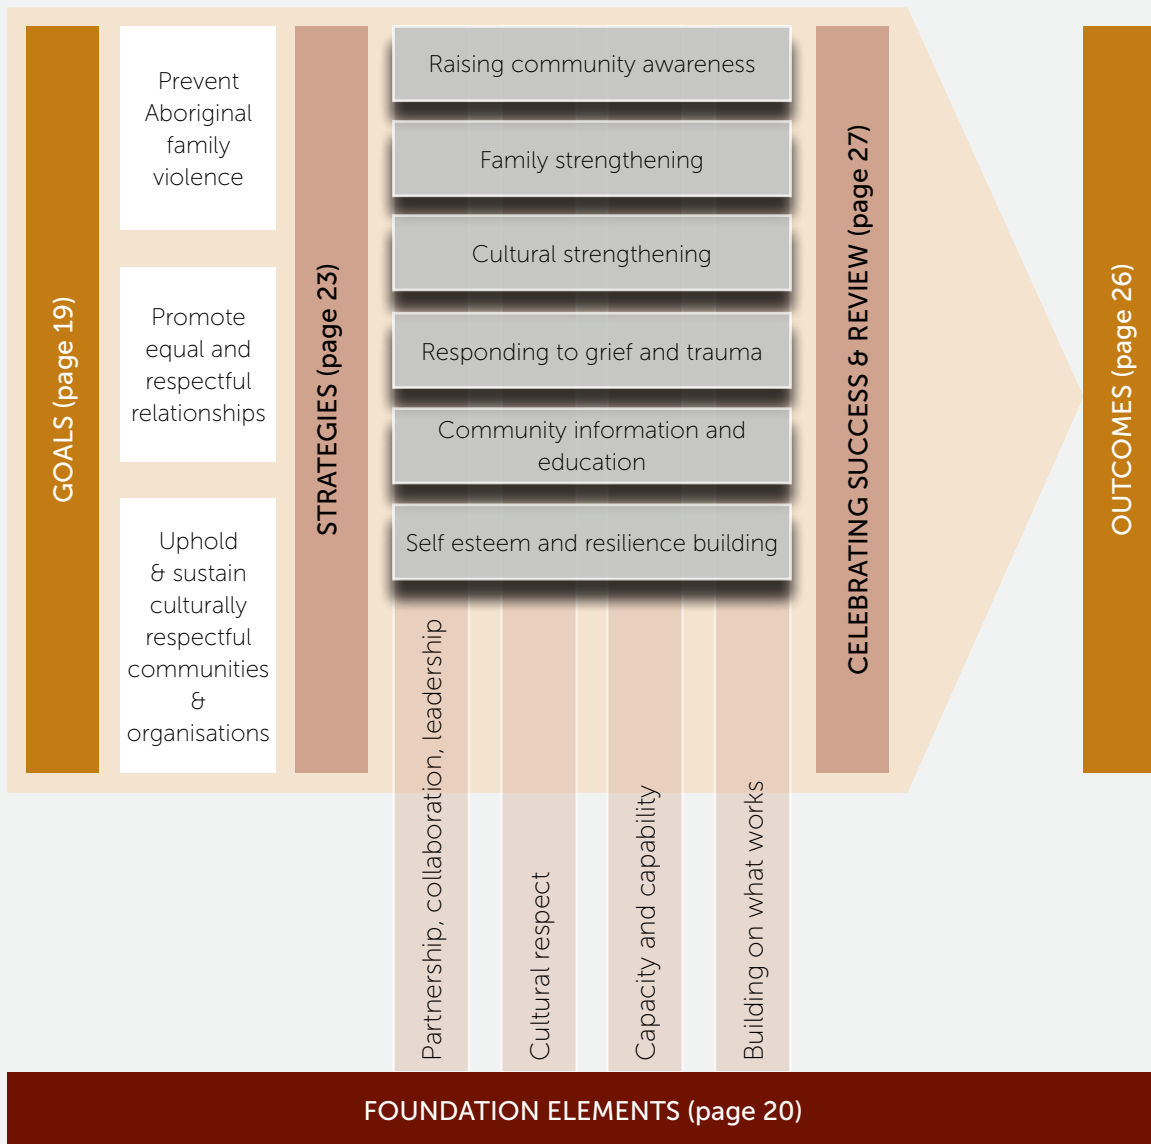 GOALS (page 19)
Prevent
Aboriginal
family
violence
Promote
equal and
respectful
relationships
Uphold
& sustain
culturally
respectful
communities
&
organisations
STRATEGIES (page 23)
Raising community awareness
Family strengthening
Cultural strengthening
Responding to grief and trauma
Community information and
education
Self esteem and resilience building
Partnership, collaboration, leadership
Cultural respect
Capacity and capability
Building on what works
CELEBRATING SUCCESS & REVIEW (page 27)
OUTCOMES (page 26)
FOUNDATION ELEMENTS (page 20)